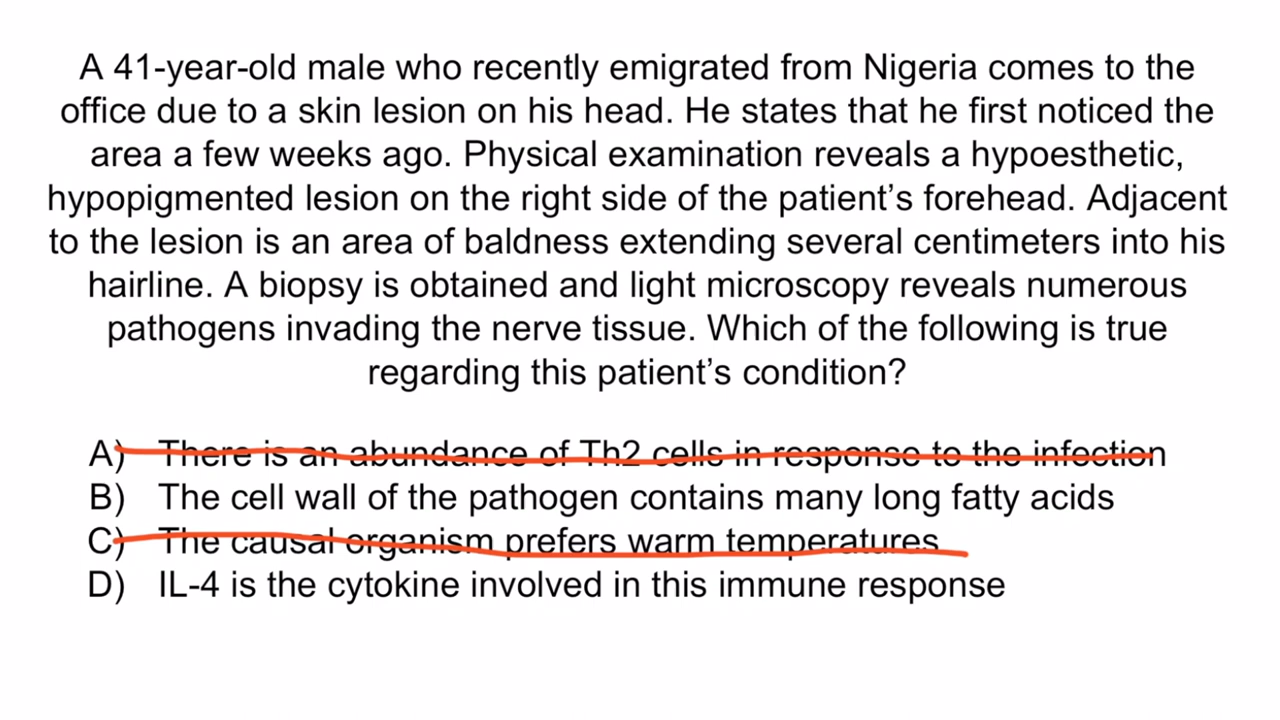 A 41-year-old male who recently emigrated from Nigeria comes to the
office due to a skin lesion on his head. He states that he first noticed the
area a few weeks ago. Physical examination reveals a hypoesthetic,
hypopigmented lesion on the right side of the patient’s forehead. Adjacent
to the lesion is an area of baldness extending several centimeters into his
hairline. A biopsy is obtained and light microscopy reveals numerous
pathogens invading the nerve tissue. Which of the following is true
regarding this patient’s condition?
A) There is an abundance of Th2 cells in response to the infection
B) The cell wall of the pathogen contains many long fatty acids
C) The causal organism prefers warm temperatures
D) IL-4 is the cytokine involved in this immune response